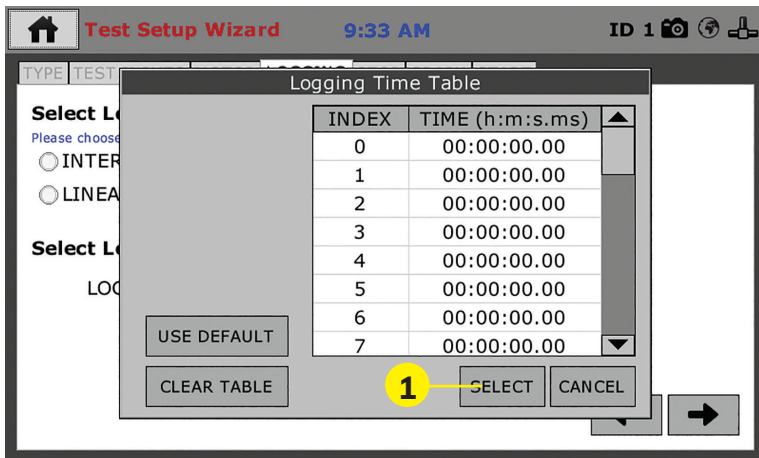 Test Setup Wizard 9:33 AM ID 1
TYPE TEST
Logging Time Table
Select Lo
Please choose
INTER
LINEA
Select Lo
LOG
INDEX TIME (h:m:s.ms)
0 00:00:00.00
1 00:00:00.00
2 00:00:00.00
3 00:00:00.00
4 00:00:00.00
5 00:00:00.00
6 00:00:00.00
7 00:00:00.00
USE DEFAULT
CLEAR TABLE
1 SELECT CANCEL